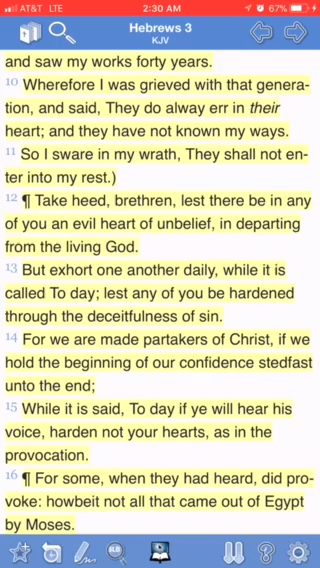 AT&T LTE 2:30 AM 67%
Hebrews 3
KJV
and saw my works forty years.
10 Wherefore I was grieved with that genera-
tion, and said, They do alway err in their
heart; and they have not known my ways.
11 So I sware in my wrath, They shall not en-
ter into my rest.)
12 ¶ Take heed, brethren, lest there be in any
of you an evil heart of unbelief, in departing
from the living God.
13 But exhort one another daily, while it is
called To day; lest any of you be hardened
through the deceitfulness of sin.
14 For we are made partakers of Christ, if we
hold the beginning of our confidence stedfast
unto the end;
15 While it is said, To day if ye will hear his
voice, harden not your hearts, as in the
provocation.
16 ¶ For some, when they had heard, did pro-
voke: howbeit not all that came out of Egypt
by Moses.